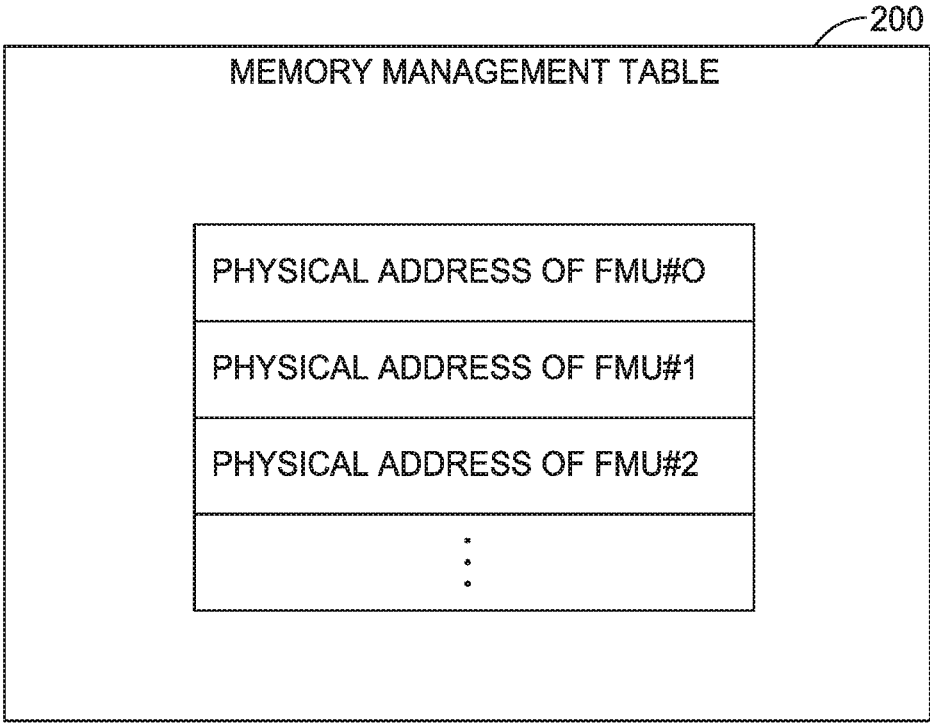 200
MEMORY MANAGEMENT TABLE
PHYSICAL ADDRESS OF FMU#O
PHYSICAL ADDRESS OF FMU#1
PHYSICAL ADDRESS OF FMU#2